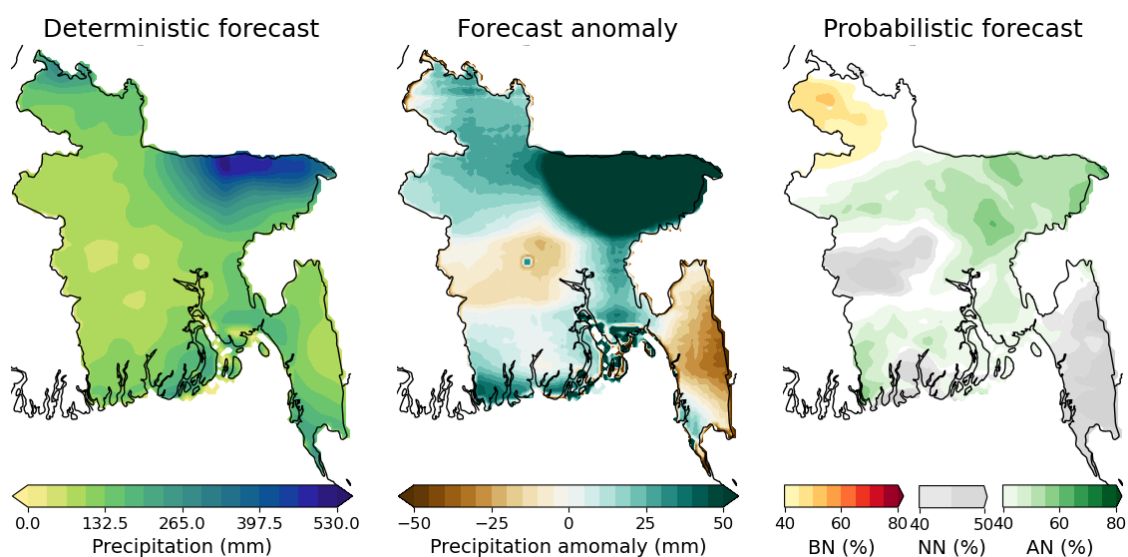 Deterministic forecast
Forecast anomaly
Probabilistic forecast
0.0 132.5 265.0 397.5 530.0
Precipitation (mm)
−50 −25 0 25 50
Precipitation amomaly (mm)
40 60 80
BN (%)
40 50
NN (%)
40 60 80
AN (%)